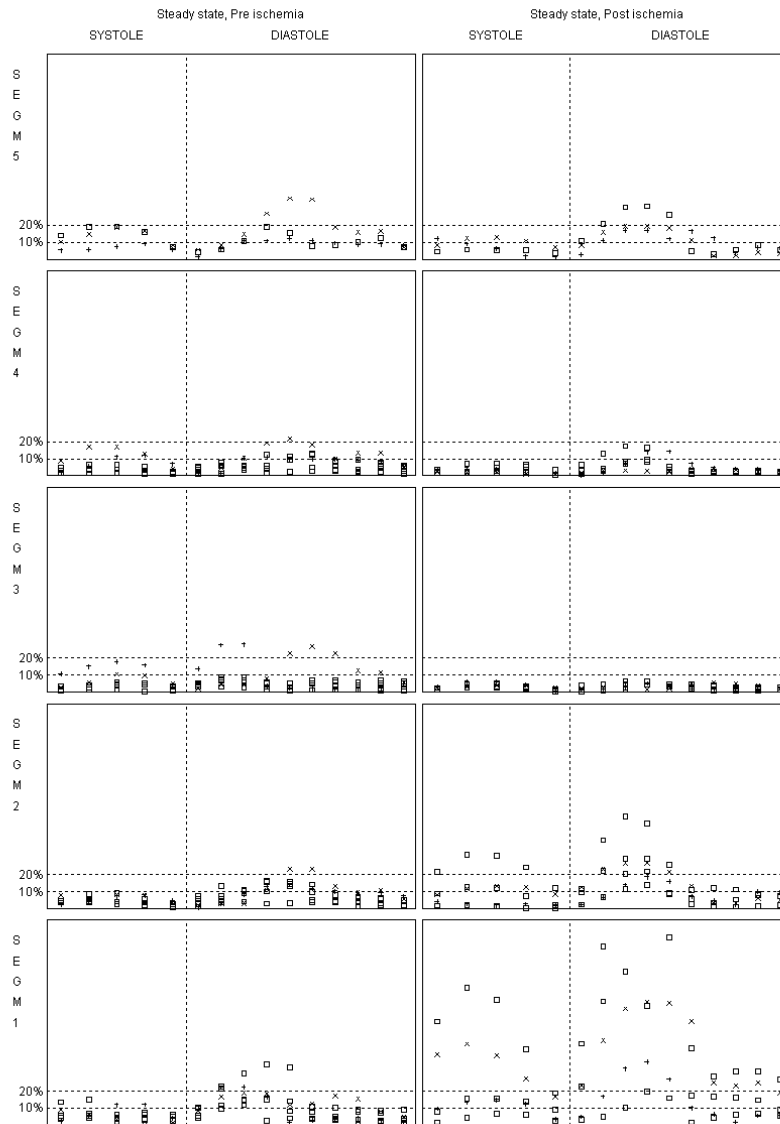 Steady state, Pre ischemia
Steady state, Post ischemia
SYSTOLE
DIASTOLE
SYSTOLE
DIASTOLE
S
E
G
M
5
20%
10%
S
E
G
M
4
20%
10%
S
E
G
M
3
20%
10%
S
E
G
M
2
20%
10%
S
E
G
M
1
20%
10%